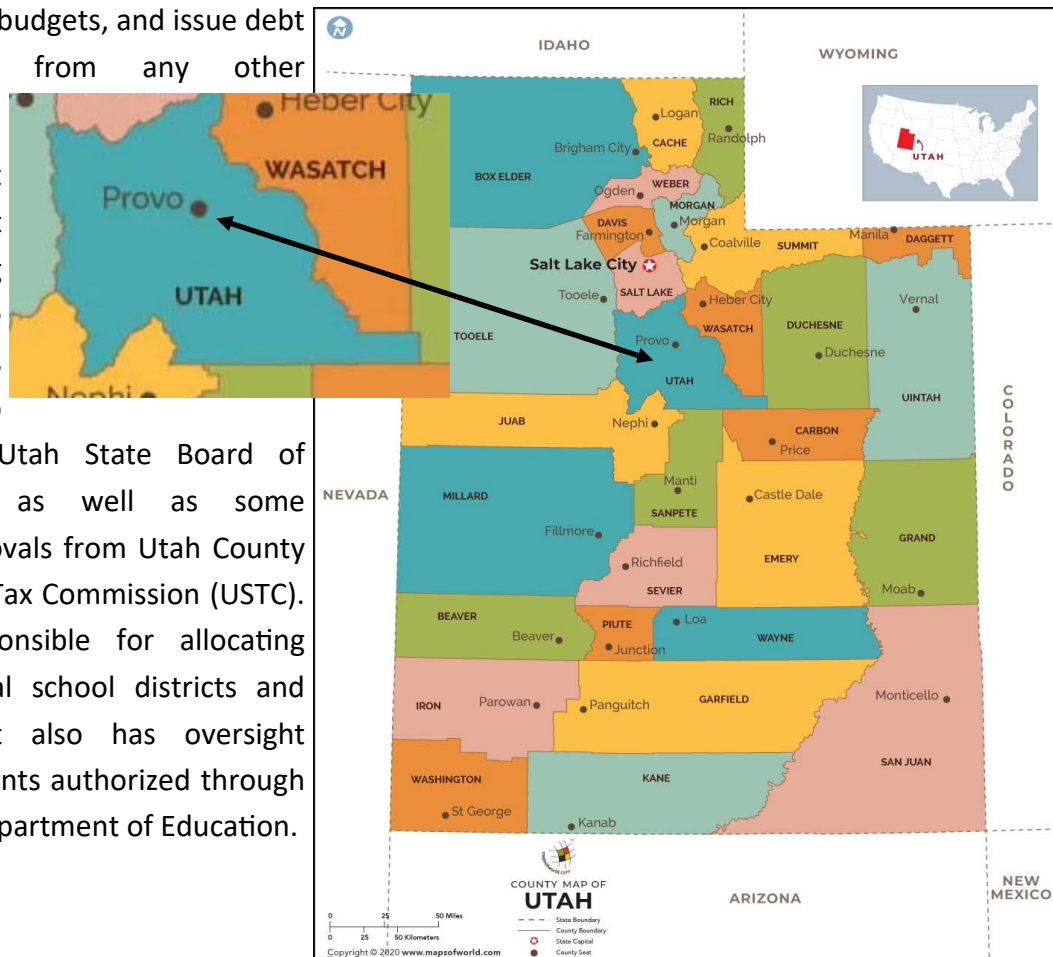 budgets, and issue debt
from any other
Utah State Board of
as well as some
ovals from Utah County
Tax Commission (USTC).
onsible for allocating
al school districts and
t also has oversight
nts authorized through
partment of Education.
Heber City
WASATCH
Provo
UTAH
Nephi
N
IDAHO
WYOMING
UTAH
Logan
RICH
Randolph
CACHE
Brigham City
BOX ELDER
WEBER
Ogden
MORGAN
Morgan
DAVIS
Farmington
Coalville
SUMMIT
Manila
DAGGETT
Salt Lake City
SALT LAKE
Tooele
TOOELE
Heber City
WASATCH
DUCHESNE
Duchesne
Vernal
UINTAH
Provo
UTAH
COLORADO
JUAB
Nephi
CARBON
Price
NEVADA
MILLARD
Manti
SANPETE
Castle Dale
Fillmore
EMERY
GRAND
Richfield
SEVIER
Moab
BEAVER
Beaver
PIUTE
Junction
Loa
WAYNE
IRON
Parowan
Panguitch
GARFIELD
Monticello
SAN JUAN
WASHINGTON
St George
KANE
Kanab
COUNTY MAP OF
UTAH
ARIZONA
NEW
MEXICO
0 25 50 Miles
0 25 50 Kilometers
State Boundary
County Boundary
State Capital
County Seat
Copyright © 2020 www.mapsofworld.com